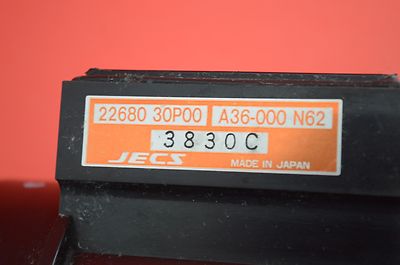 22680 30P00 A36-000 N62
3830C
JECS MADE IN JAPAN